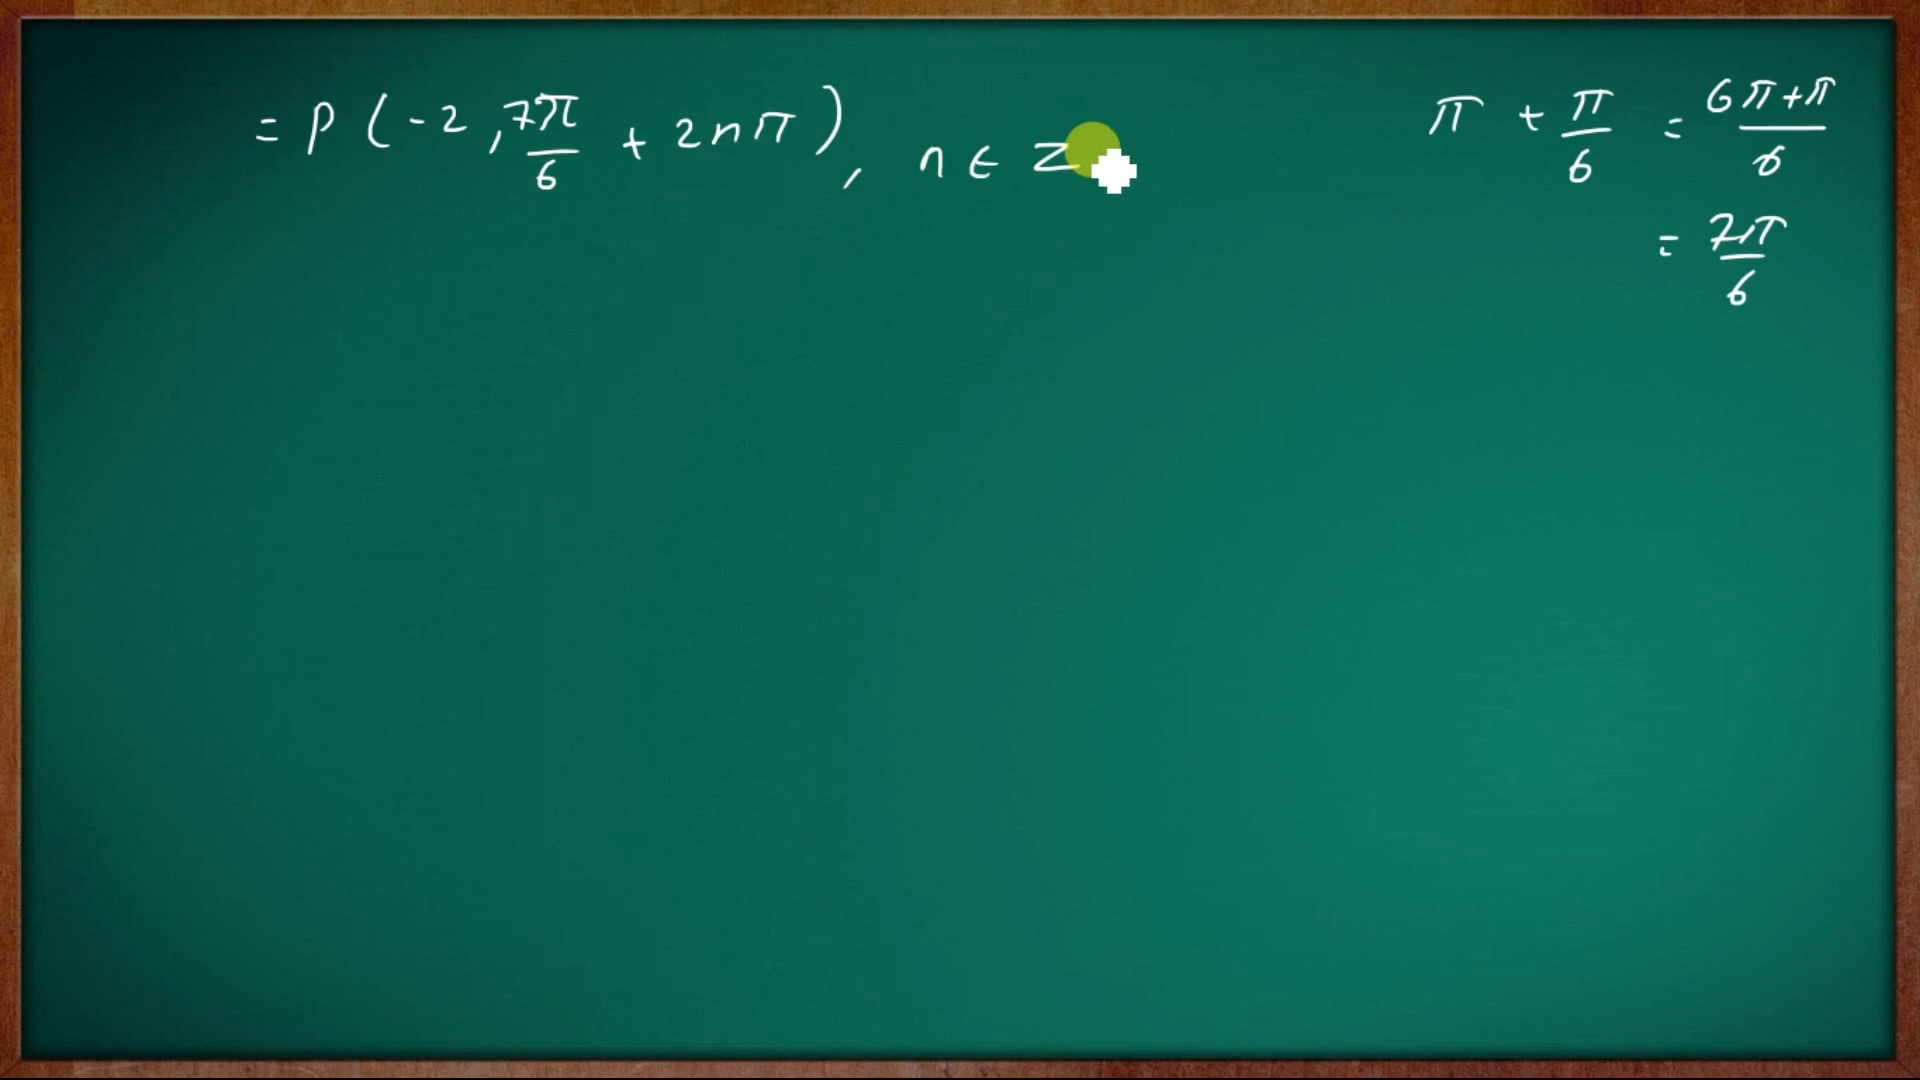 = P ( -2 , 7π/6 + 2nπ ) , n ∈ Z
π + π/6 = 6π+π/6
= 7π/6